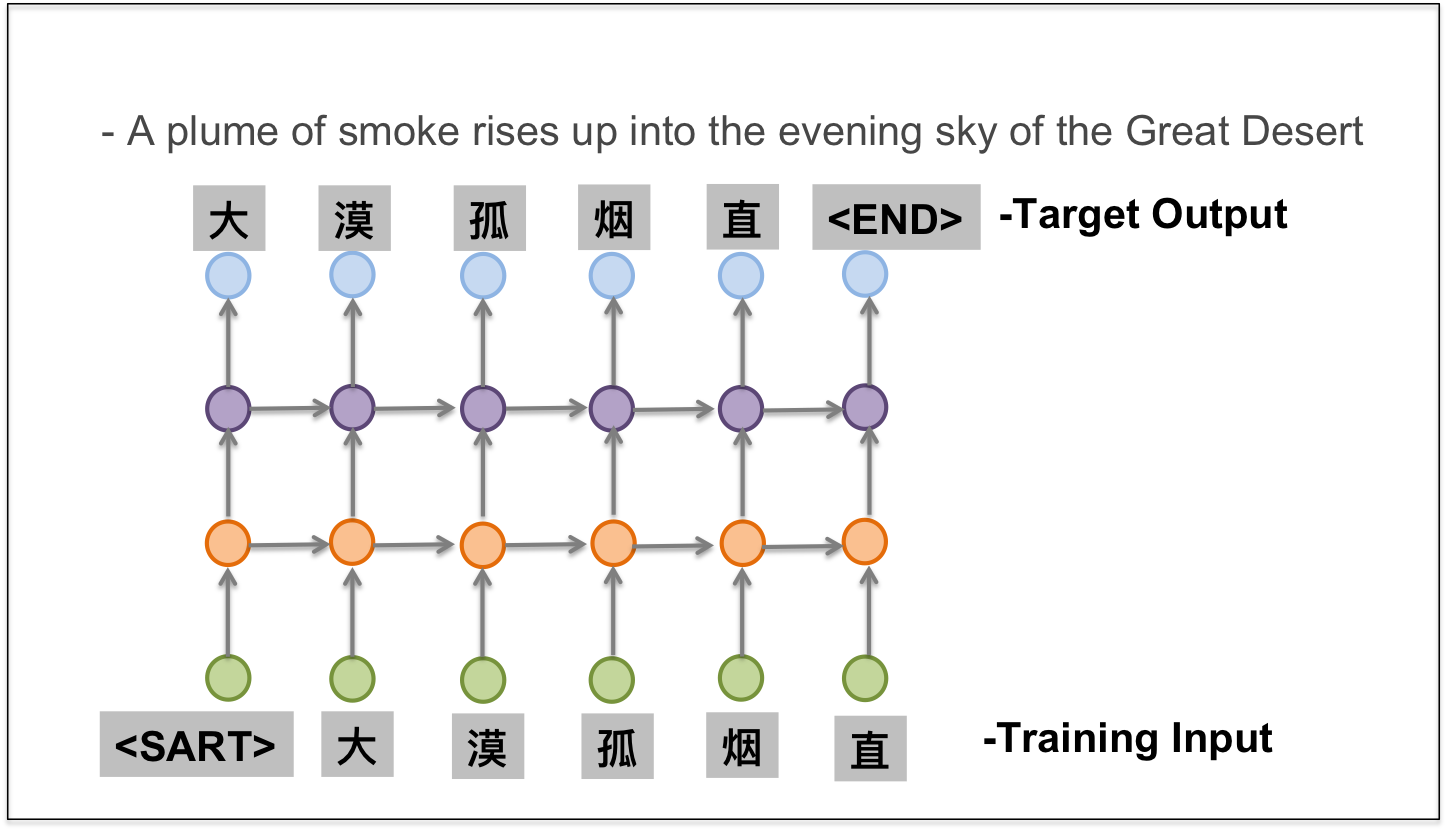 - A plume of smoke rises up into the evening sky of the Great Desert
大 漠 孤 烟 直 <END> -Target Output
<SART> 大 漠 孤 烟 直 -Training Input